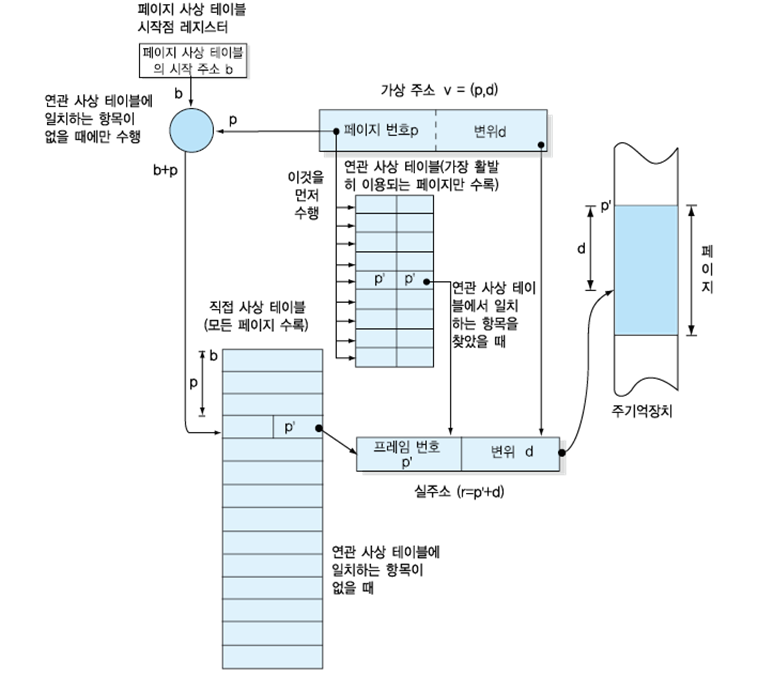 페이지 사상 테이블
시작점 레지스터
페이지 사상 테이블
의 시작 주소 b
b
연관 사상 테이블에
일치하는 항목이
없을 때에만 수행
p
b+p
가상 주소 v = (p,d)
페이지 번호p
변위d
이것을
먼저
수행
연관 사상 테이블(가장 활발
히 이용되는 페이지만 수록)
p'
p'
연관 사상 테이
블에서 일치
하는 항목을
찾았을 때
p'
d
페
이
지
주기억장치
직접 사상 테이블
(모든 페이지 수록)
b
p
p'
프레임 번호
p'
변위 d
실주소 (r=p'+d)
연관 사상 테이블에
일치하는 항목이
없을 때